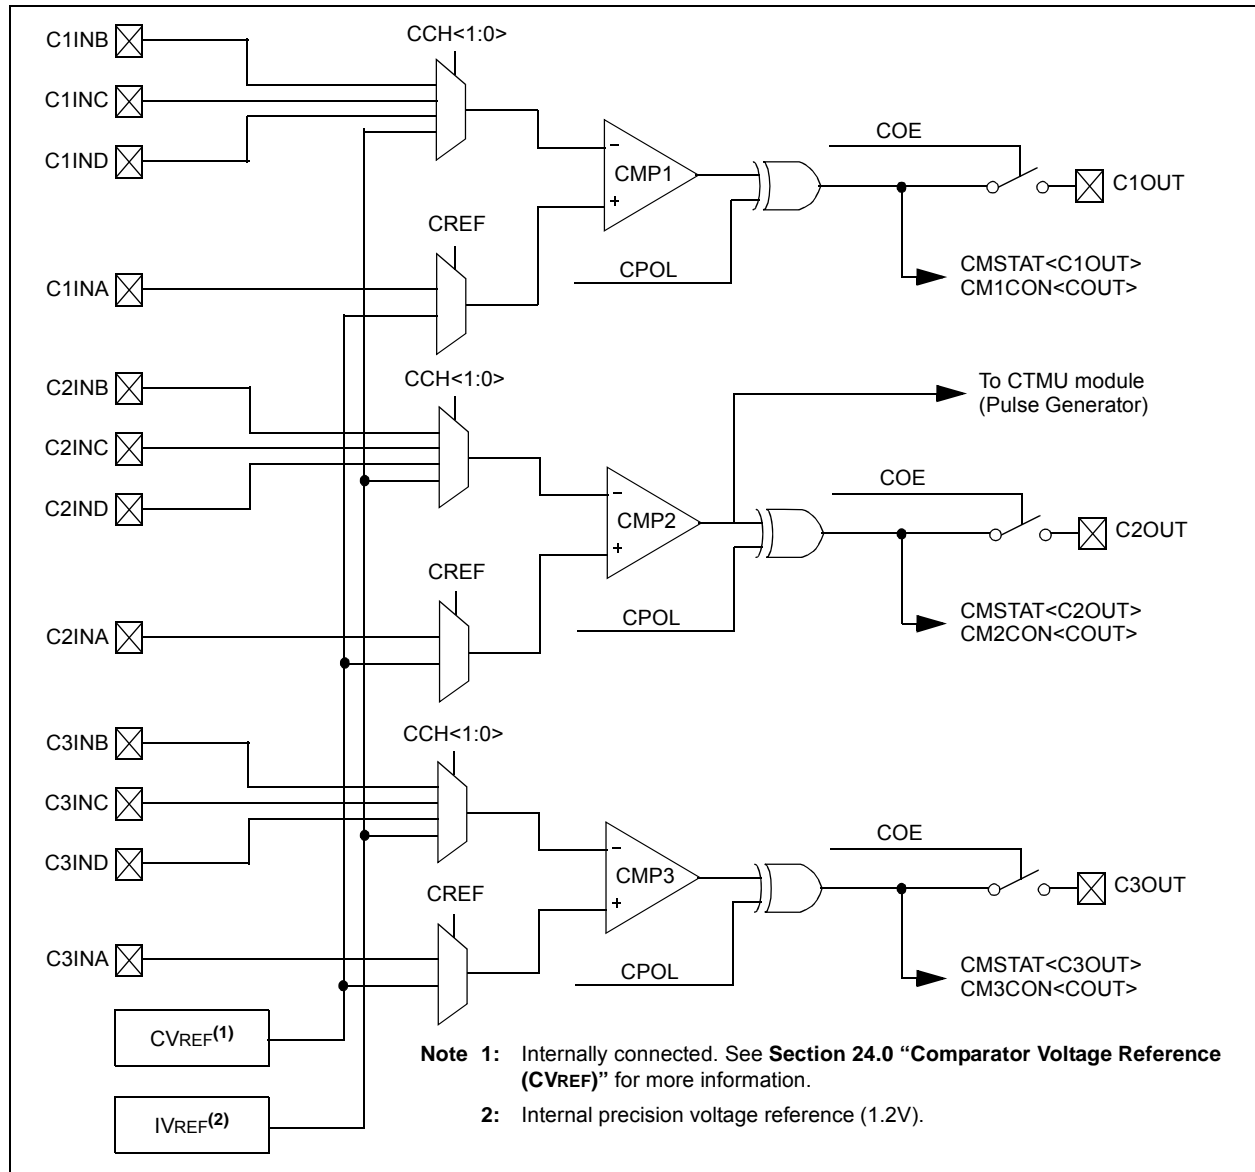 CCH<1:0>
C1INB
C1INC
C1IND
COE
CMP1
−
+
C1OUT
CREF
CPOL
C1INA
CMSTAT<C1OUT>
CM1CON<COUT>
CCH<1:0>
C2INB
C2INC
C2IND
To CTMU module
(Pulse Generator)
COE
CMP2
−
+
C2OUT
CREF
CPOL
C2INA
CMSTAT<C2OUT>
CM2CON<COUT>
CCH<1:0>
C3INB
C3INC
C3IND
COE
CMP3
−
+
C3OUT
CREF
CPOL
C3INA
CMSTAT<C3OUT>
CM3CON<COUT>
CVREF(1)
IVREF(2)
Note 1: Internally connected. See Section 24.0 “Comparator Voltage Reference
(CVREF)” for more information.
2: Internal precision voltage reference (1.2V).